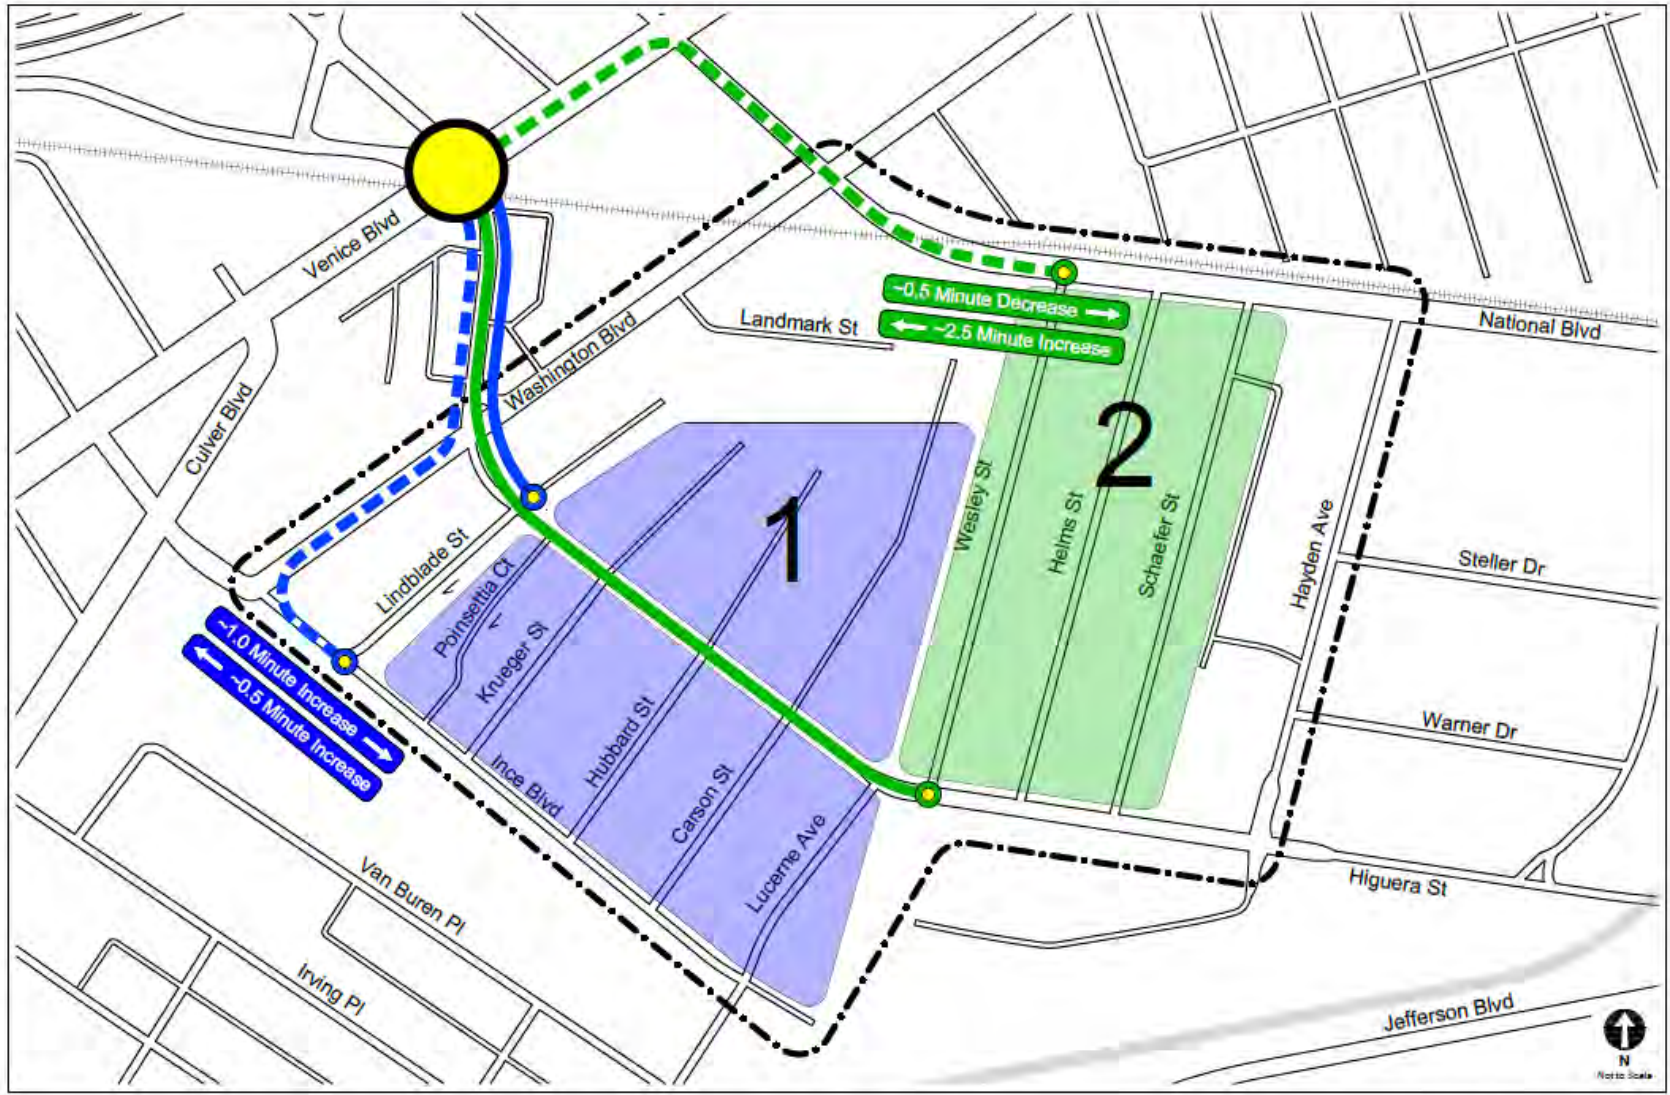 Venice Blvd
Landmark St
~0.5 Minute Decrease
~2.5 Minute Increase
National Blvd
Washington Blvd
Culver Blvd
1
2
Wesley St
Helms St
Schaefer St
Hayden Ave
Steller Dr
Lindblade St
Poinsettia Ct
Krueger St
~1.0 Minute Increase
~0.5 Minute Increase
Hubbard St
Ince Blvd
Carson St
Lucerne Ave
Warner Dr
Higuera St
Van Buren Pl
Irving Pl
Jefferson Blvd
N
Not to Scale